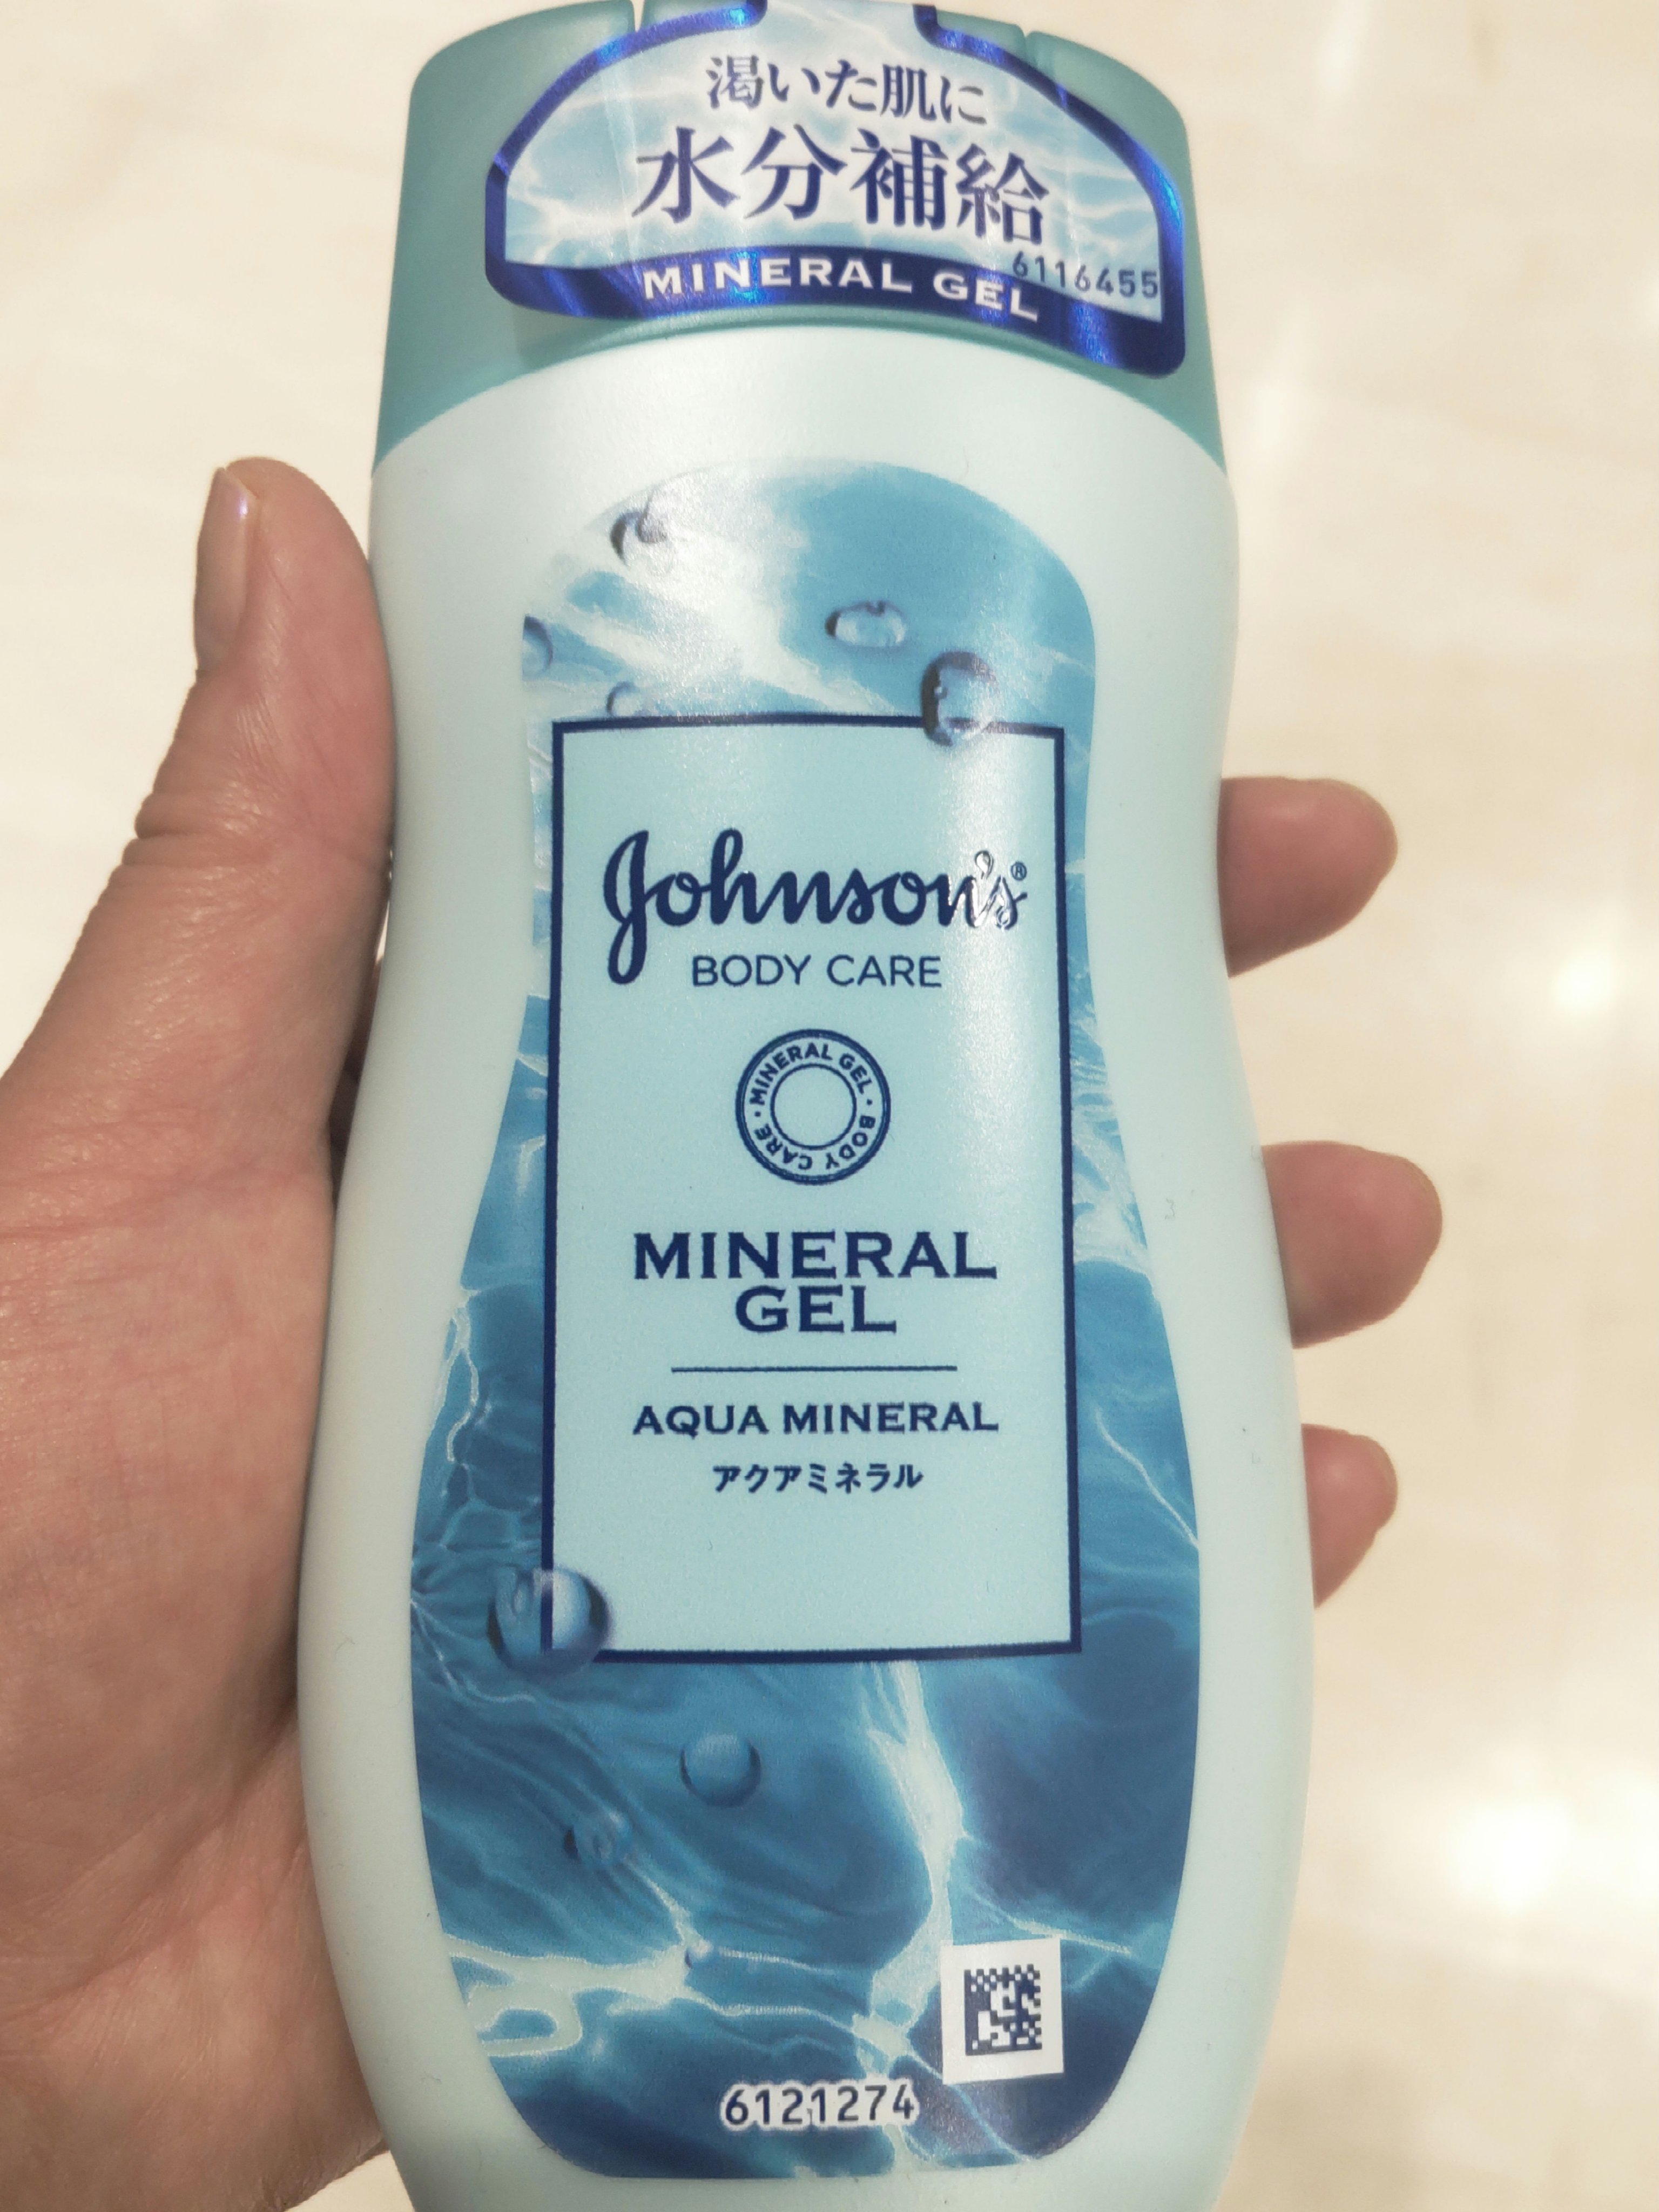 渇いた肌に
水分補給
MINERAL GEL
6116455
Johnson's®
BODY CARE
MINERAL GEL · BODY CARE ·
MINERAL
GEL
AQUA MINERAL
アクアミネラル
6121274